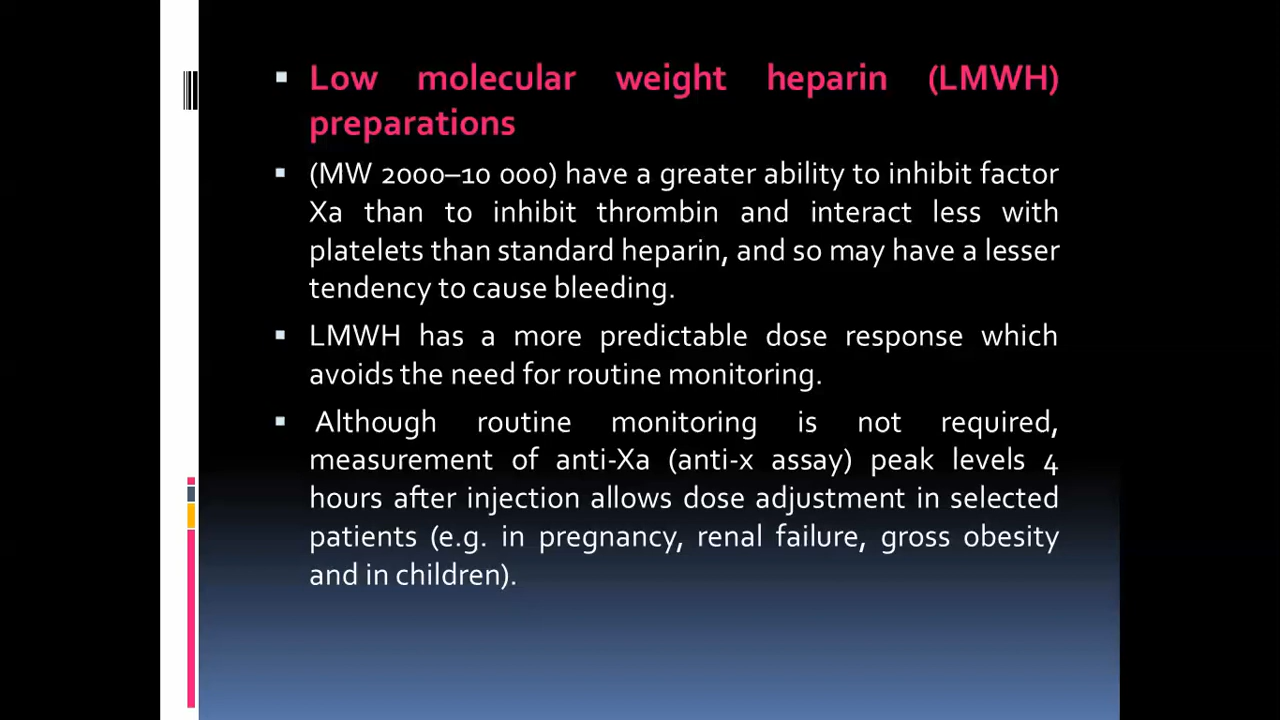 Low molecular weight heparin (LMWH)
preparations
(MW 2000–10 000) have a greater ability to inhibit factor
Xa than to inhibit thrombin and interact less with
platelets than standard heparin, and so may have a lesser
tendency to cause bleeding.
LMWH has a more predictable dose response which
avoids the need for routine monitoring.
Although routine monitoring is not required,
measurement of anti-Xa (anti-x assay) peak levels 4
hours after injection allows dose adjustment in selected
patients (e.g. in pregnancy, renal failure, gross obesity
and in children).